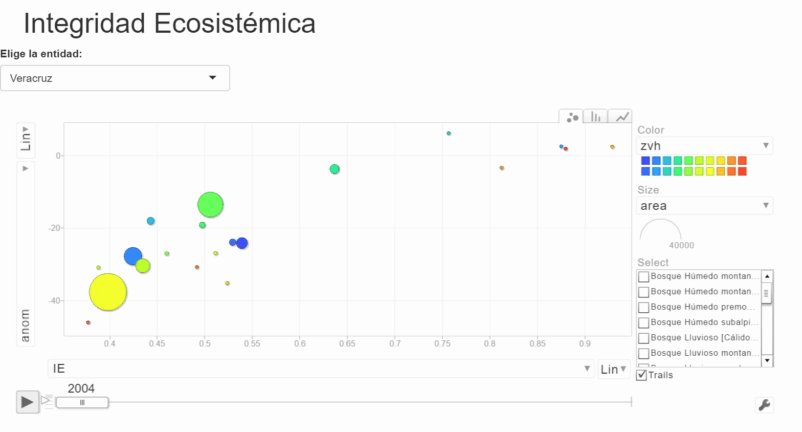 Integridad Ecosistémica
Elige la entidad:
Veracruz
Lin
Color
zvh
0
Size
area
-20
40000
Select
Bosque Húmedo montan...
Bosque Húmedo montan...
-40
Bosque Húmedo premo...
anom
Bosque Húmedo subalpi...
Bosque Lluvioso [Cálido...
0.4 0.45 0.5 0.55 0.6 0.65 0.7 0.75 0.8 0.85 0.9
Bosque Lluvioso montan...
IE
Lin
Trails
2004